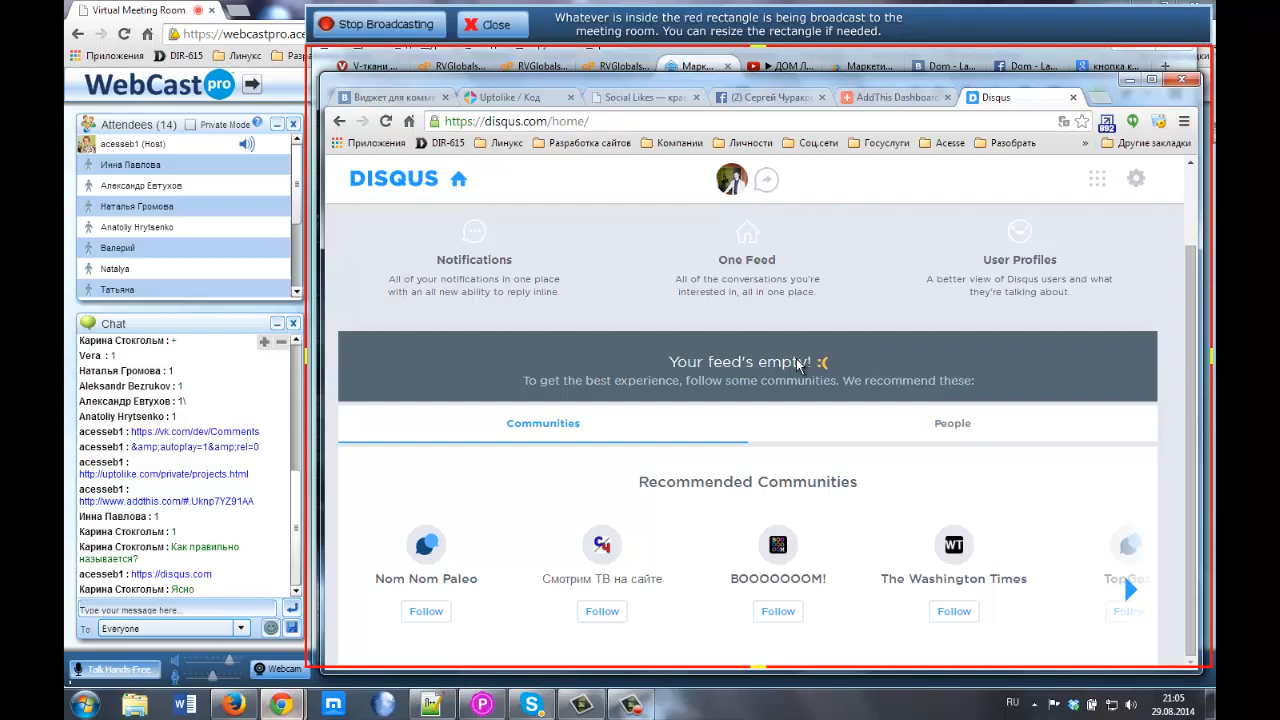 Virtual Meeting Room
https://webcastpro.ace
Приложения
DIR-615
Линукс
Stop Broadcasting
Close
Whatever is inside the red rectangle is being broadcast to the
meeting room. You can resize the rectangle if needed.
WebCast pro
V-ткани
RVGlobals
RVGlobals
RVGlobals
Марк
ДОМ Л
Маркети
Dom - La
Dom - La
кнопка к
Виджет для комме
Uptolike / Код
Social Likes — кра
(2) Сергей Чурако
AddThis Dashboard
Disqus
https://disqus.com/home/
Приложения
DIR-615
Линукс
Разработка сайтов
Компании
Личности
Соц.сети
Госуслуги
Acesse
Разобрать
»
Другие закладки
Attendees (14)
Private Mode
acesseb1 (Host)
Инна Павлова
Александр Евтухов
Наталья Громова
Anatoliy Hrytsenko
Валерий
Natalya
Татьяна
Chat
Карина Стокгольм : +
Vera : 1
Наталья Громова : 1
Aleksandr Bezrukov : 1
Александр Евтухов : 1\
Anatoliy Hrytsenko : 1
acesseb1 : https://vk.com/dev/Comments
acesseb1 : &amp;autoplay=1&amp;rel=0
acesseb1 :
http://uptolike.com/private/projects.html
acesseb1 :
http://www.addthis.com/#.Uknp7YZ91AA
Инна Павлова : 1
Карина Стокгольм : 1
Карина Стокгольм : Как правильно
называется?
acesseb1 : https://disqus.com
Карина Стокгольм : Ясно
Type your message here...
To
Everyone
Talk Hands-Free
Webcam
DISQUS
Notifications
All of your notifications in one place
with an all new ability to reply inline.
One Feed
All of the conversations you're
interested in, all in one place.
User Profiles
A better view of Disqus users and what
they're talking about.
Your feed's empty! :(
To get the best experience, follow some communities. We recommend these:
Communities
People
Recommended Communities
Nom Nom Paleo
Смотрим ТВ на сайте
BOOOOOOOM!
The Washington Times
WT
Follow
Follow
Follow
Follow
RU
21:05
29.08.2014